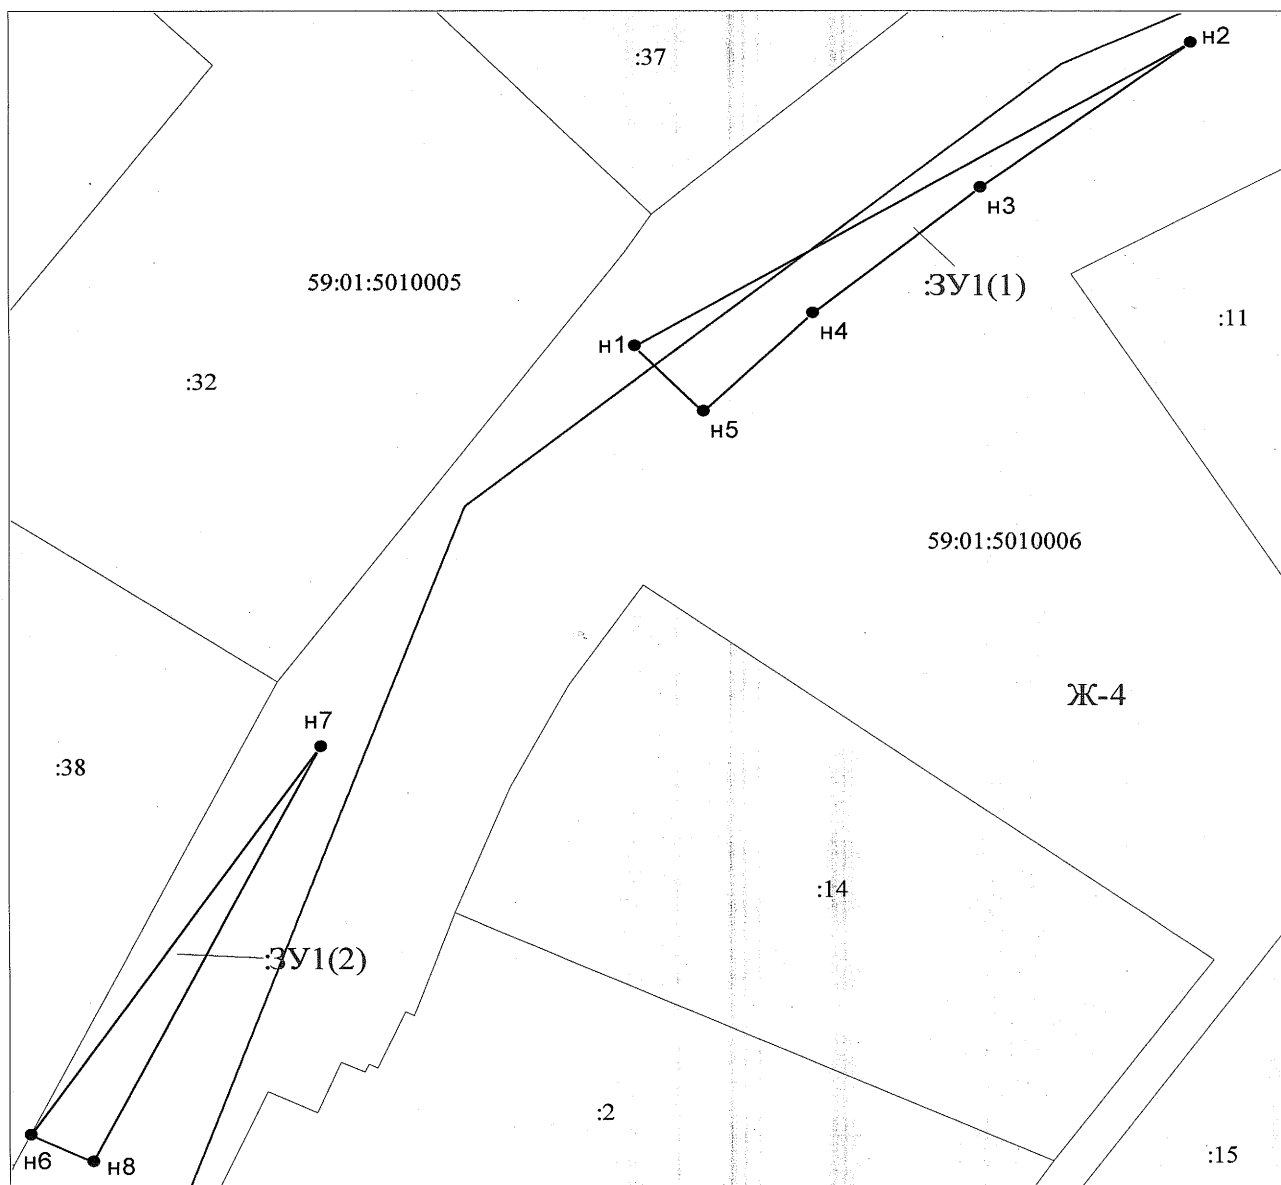 н2
:37
н3
59:01:5010005
:ЗУ1(1)
:11
н4
н1
:32
н5
59:01:5010006
Ж-4
н7
:38
:14
:ЗУ1(2)
:2
:15
н6
н8